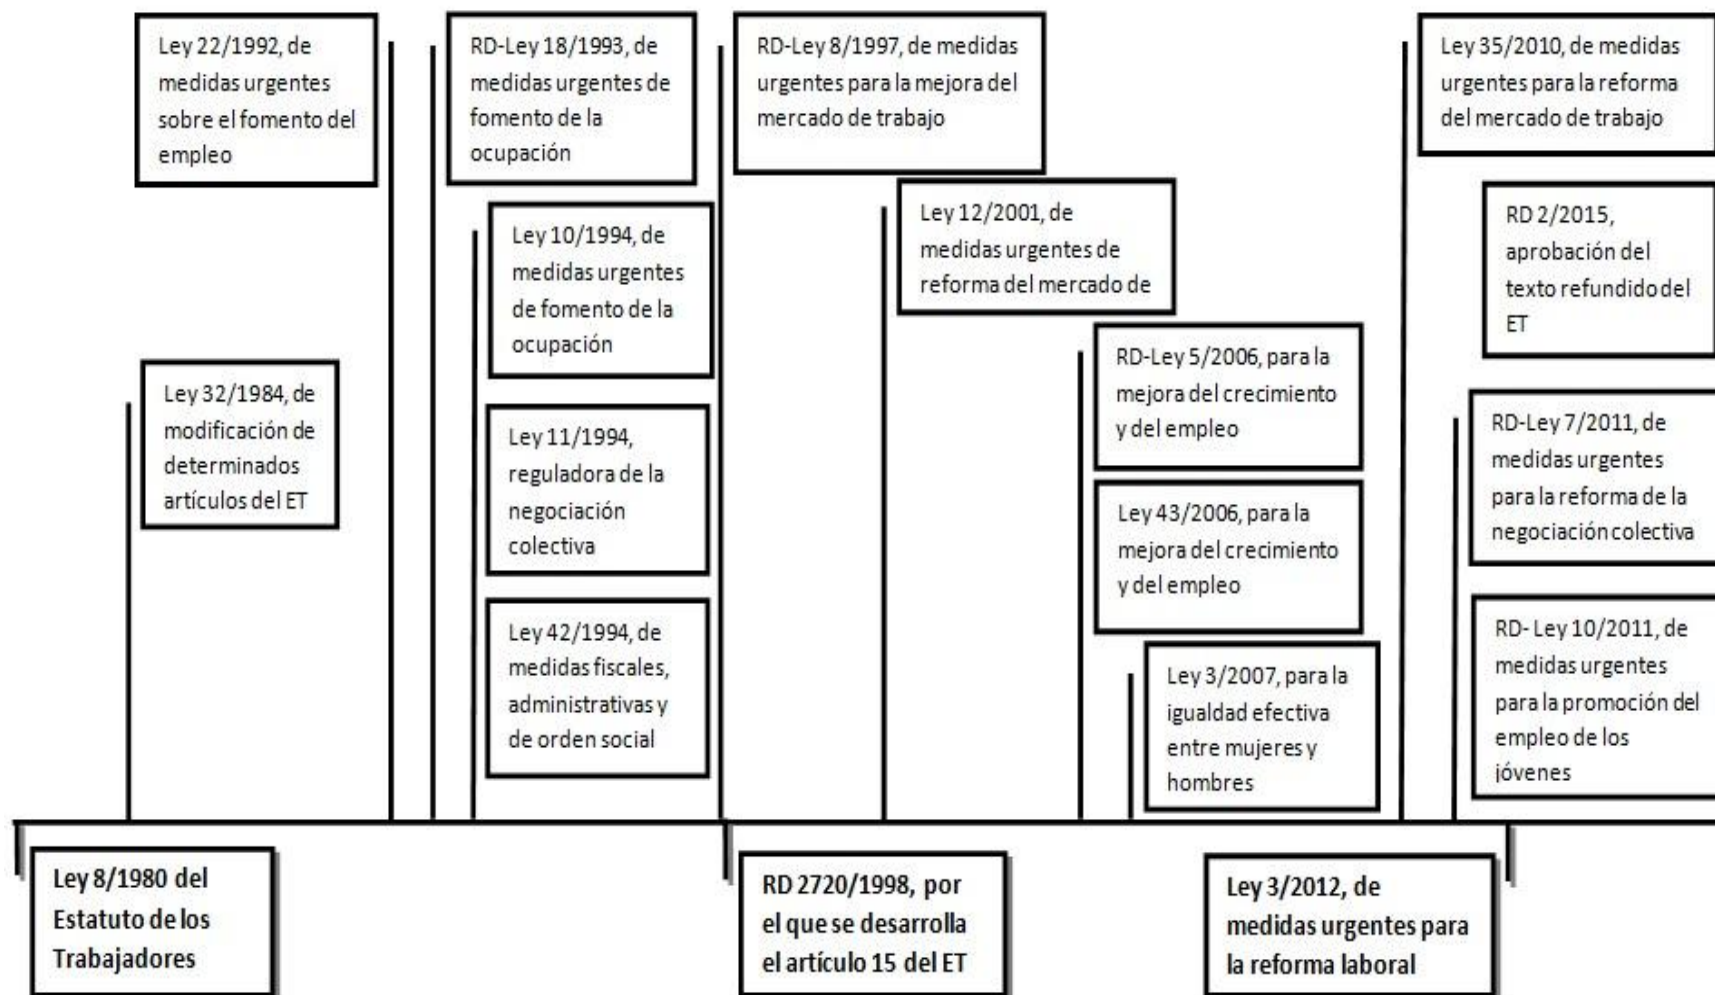 Ley 22/1992, de
medidas urgentes
sobre el fomento del
empleo
RD-Ley 18/1993, de
medidas urgentes de
fomento de la
ocupación
RD-Ley 8/1997, de medidas
urgentes para la mejora del
mercado de trabajo
Ley 35/2010, de medidas
urgentes para la reforma
del mercado de trabajo
Ley 12/2001, de
medidas urgentes de
reforma del mercado de
RD 2/2015,
aprobación del
texto refundido del
ET
Ley 10/1994, de
medidas urgentes
de fomento de la
ocupación
RD-Ley 5/2006, para la
mejora del crecimiento
y del empleo
Ley 32/1984, de
modificación de
determinados
artículos del ET
Ley 11/1994,
reguladora de la
negociación
colectiva
RD-Ley 7/2011, de
medidas urgentes
para la reforma de la
negociación colectiva
Ley 43/2006, para la
mejora del crecimiento
y del empleo
Ley 42/1994, de
medidas fiscales,
administrativas y
de orden social
Ley 3/2007, para la
igualdad efectiva
entre mujeres y
hombres
RD- Ley 10/2011, de
medidas urgentes
para la promoción del
empleo de los
jóvenes
Ley 8/1980 del
Estatuto de los
Trabajadores
RD 2720/1998, por
el que se desarrolla
el artículo 15 del ET
Ley 3/2012, de
medidas urgentes para
la reforma laboral